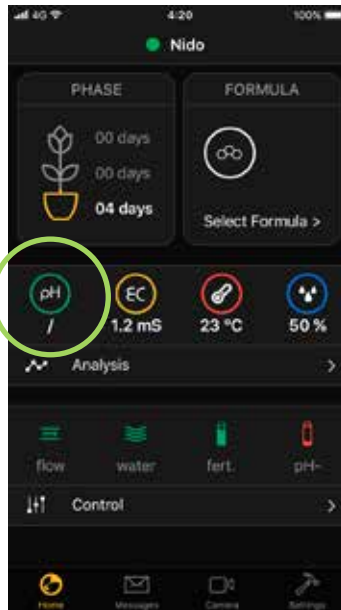 4G 4:20 100%
Nido
PHASE
FORMULA
00 days
00 days
04 days
Select Formula >
pH EC
/ 1.2 mS 23 °C 50 %
Analysis >
flow water fert. pH-
Control >
Home Messages Camera Settings